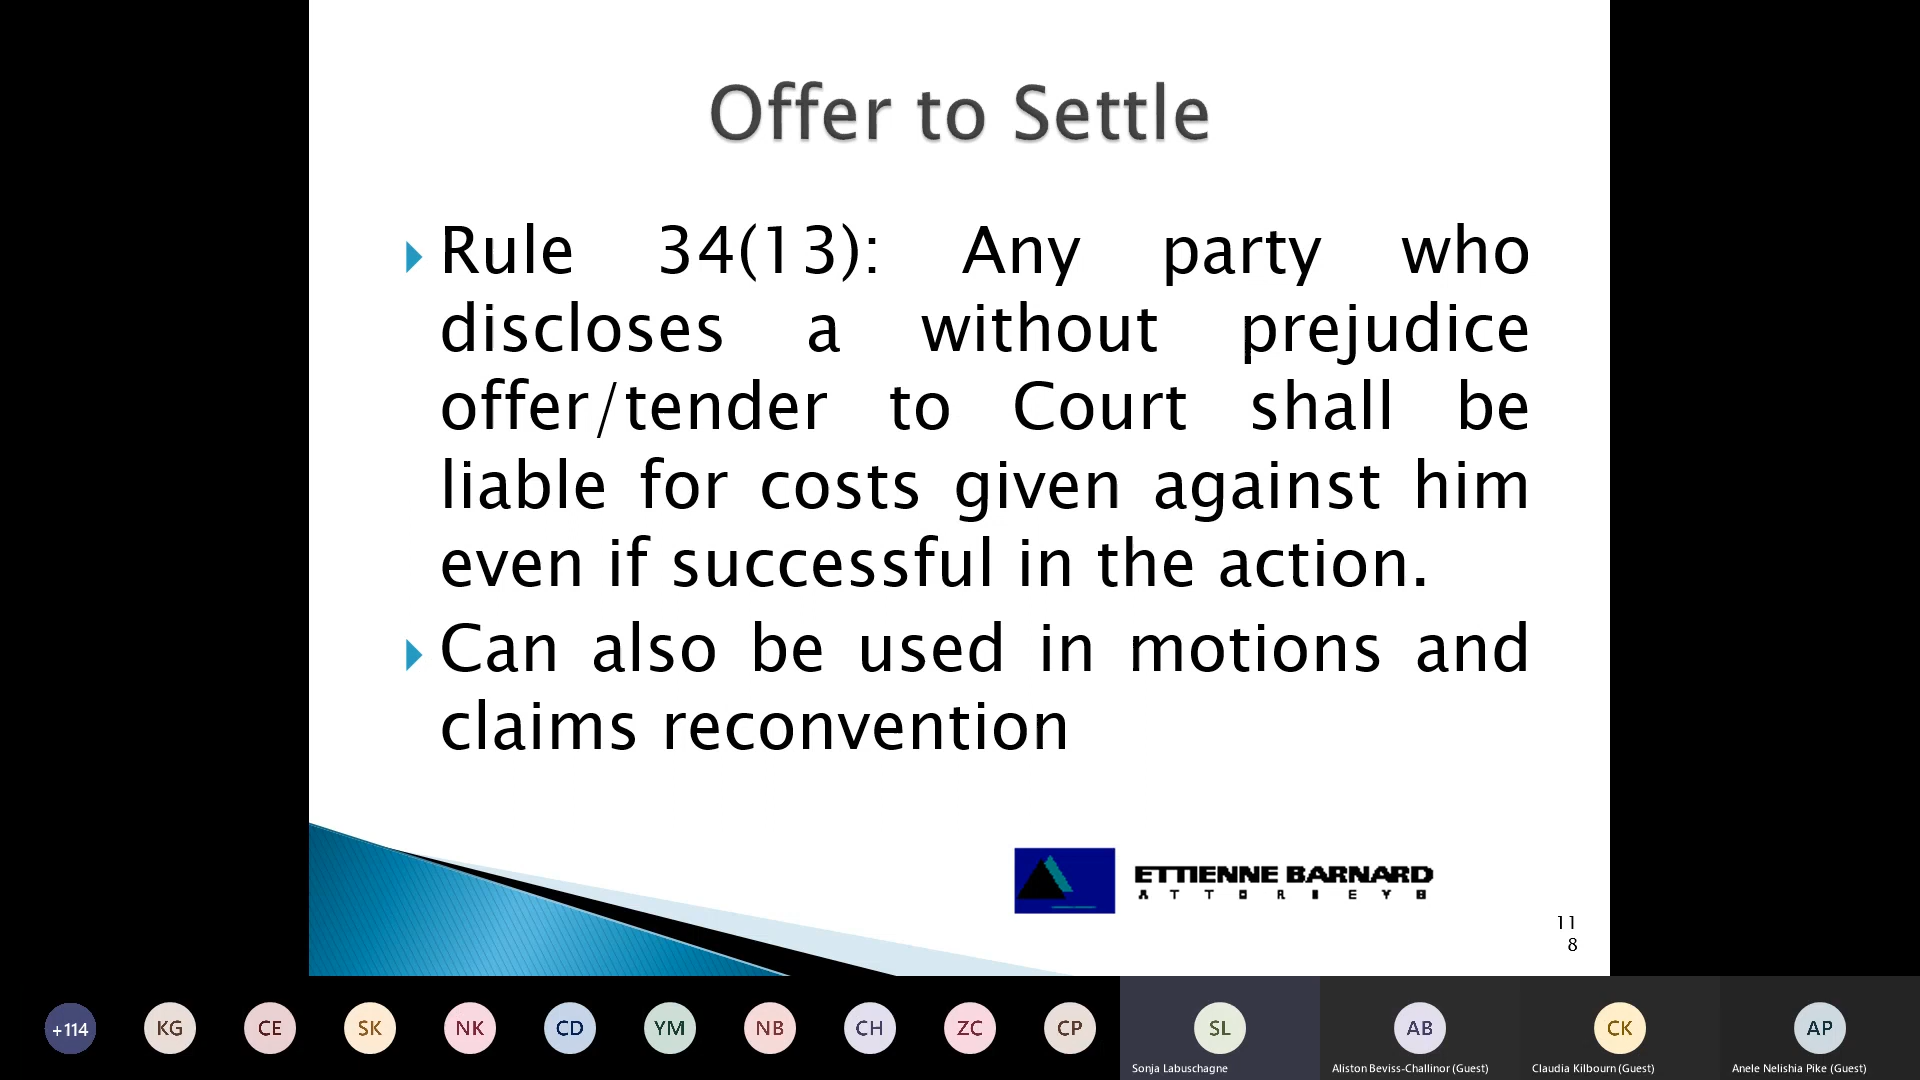 Offer to Settle
Rule 34(13): Any party who
discloses a without prejudice
offer/tender to Court shall be
liable for costs given against him
even if successful in the action.
Can also be used in motions and
claims reconvention
ETTIENNE BARNARD
ATTORNEYS
11
8
+114 KG CE SK NK CD YM NB CH ZC CP SL AB CK AP
Sonja Labuschagne Aliston Beviss-Challinor (Guest) Claudia Kilbourn (Guest) Anele Nelishia Pike (Guest)